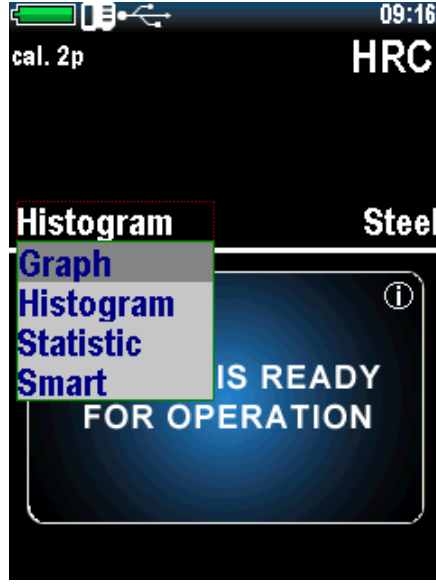 09:16
cal. 2p
HRC
Histogram
Steel
Graph
Histogram
Statistic
Smart
IS READY
FOR OPERATION